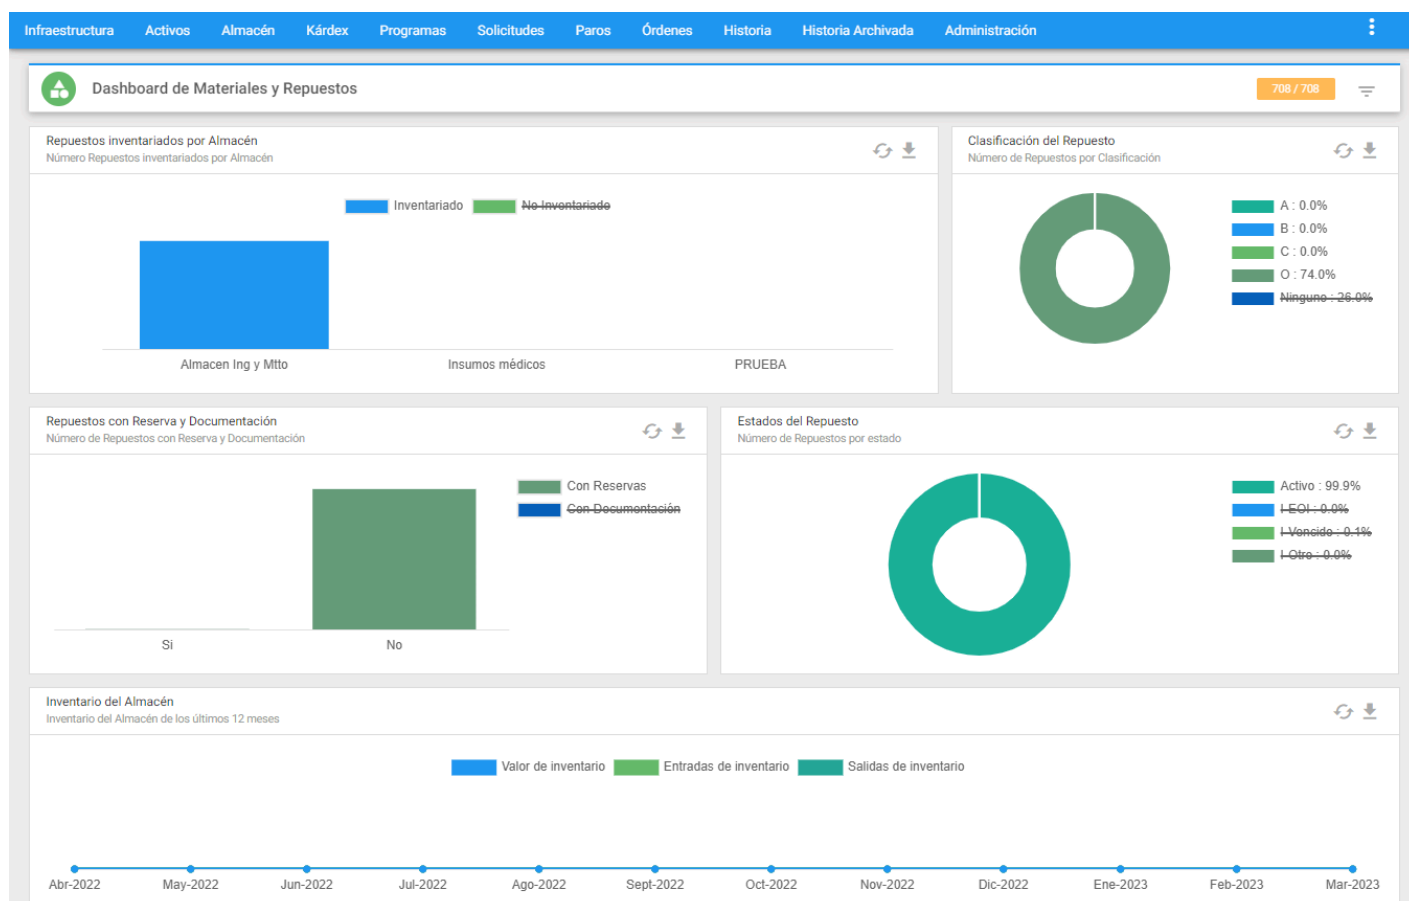 Infraestructura Activos Almacén Kárdex Programas Solicitudes Paros Órdenes Historia Historia Archivada Administración
Dashboard de Materiales y Repuestos
708 / 708
Repuestos inventariados por Almacén
Número Repuestos inventariados por Almacén
Inventariado No Inventariado
Almacen Ing y Mtto Insumos médicos PRUEBA
Clasificación del Repuesto
Número de Repuestos por Clasificación
A : 0.0%
B : 0.0%
C : 0.0%
O : 74.0%
Ninguno : 26.0%
Repuestos con Reserva y Documentación
Número de Repuestos con Reserva y Documentación
Con Reservas
Con Documentación
Si No
Estados del Repuesto
Número de Repuestos por estado
Activo : 99.9%
I-EOI : 0.0%
I-Vencido : 0.1%
I-Otro : 0.0%
Inventario del Almacén
Inventario del Almacén de los últimos 12 meses
Valor de inventario Entradas de inventario Salidas de inventario
Abr-2022 May-2022 Jun-2022 Jul-2022 Ago-2022 Sept-2022 Oct-2022 Nov-2022 Dic-2022 Ene-2023 Feb-2023 Mar-2023